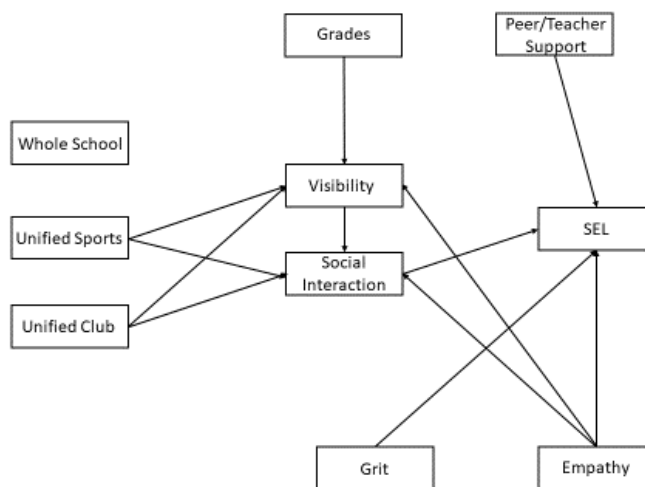 Grades
Peer/Teacher
Support
Whole School
Visibility
Unified Sports
SEL
Social
Interaction
Unified Club
Grit
Empathy